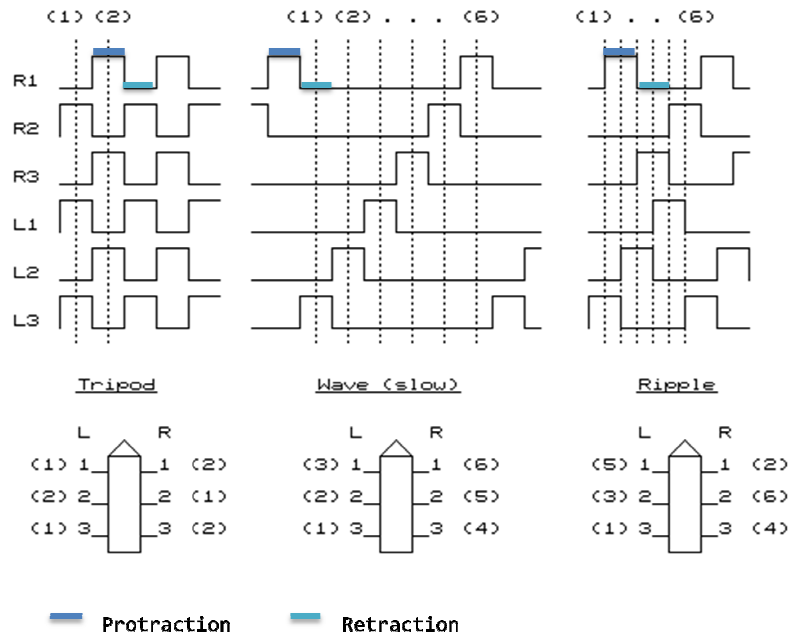 (1) (2) (1) (2) . . . (6) (1) . . (6)
R1
R2
R3
L1
L2
L3
Tripod Wave (slow) Ripple
L R L R L R
(1) 1 1 (2) (3) 1 1 (6) (5) 1 1 (2)
(2) 2 2 (1) (2) 2 2 (5) (3) 2 2 (6)
(1) 3 3 (2) (1) 3 3 (4) (1) 3 3 (4)
Protraction Retraction